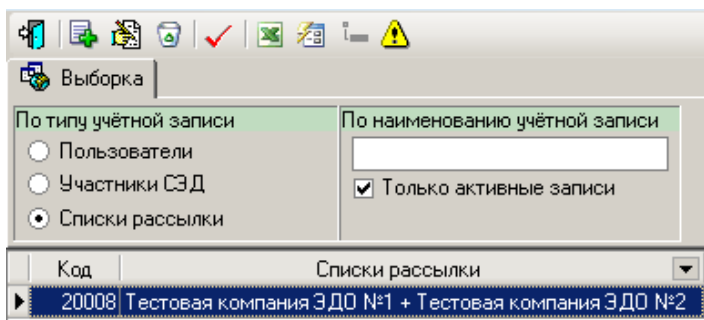 Выборка
По типу учётной записи
По наименованию учётной записи
Пользователи
Участники СЭД
Только активные записи
Списки рассылки
Код Списки рассылки
20008 Тестовая компания ЭДО №1 + Тестовая компания ЭДО №2